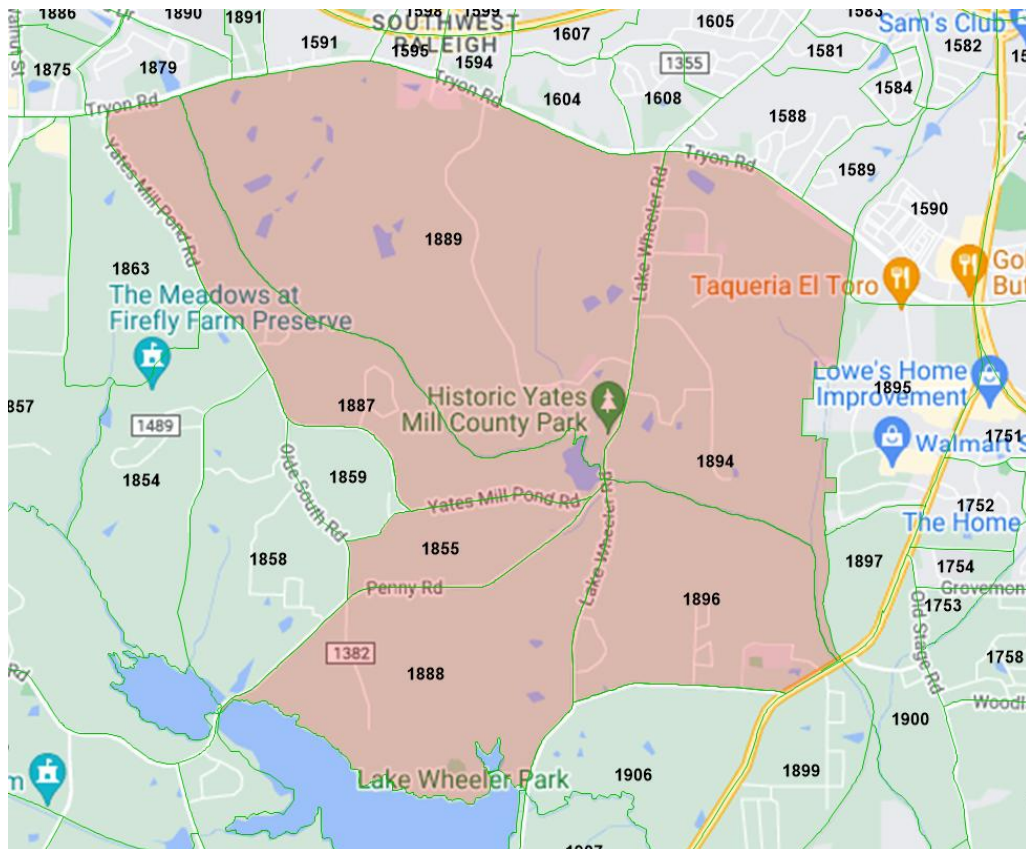 1886
1890
1891
1598
1599
SOUTHWEST
RALEIGH
1605
1583
Sam's Club
1591
1595
1594
1607
1581
1582
1875
1879
1355
1584
Tryon Rd
Tryon Rd
1604
1608
1588
Tryon Rd
1589
1590
Yates Mill Pond Rd
1889
Lake Wheeler Rd
1863
The Meadows at
Firefly Farm Preserve
Taqueria El Toro
Lowe's Home
Improvement
1895
Historic Yates
Mill County Park
1887
1489
Walmart
1751
1854
1859
Olde South Rd
1894
Yates Mill Pond Rd
Lake Wheeler Rd
1752
The Home
1858
1855
1897
1754
Penny Rd
1896
1753
Old Stage Rd
1382
1888
1758
1900
Lake Wheeler Park
1906
1899